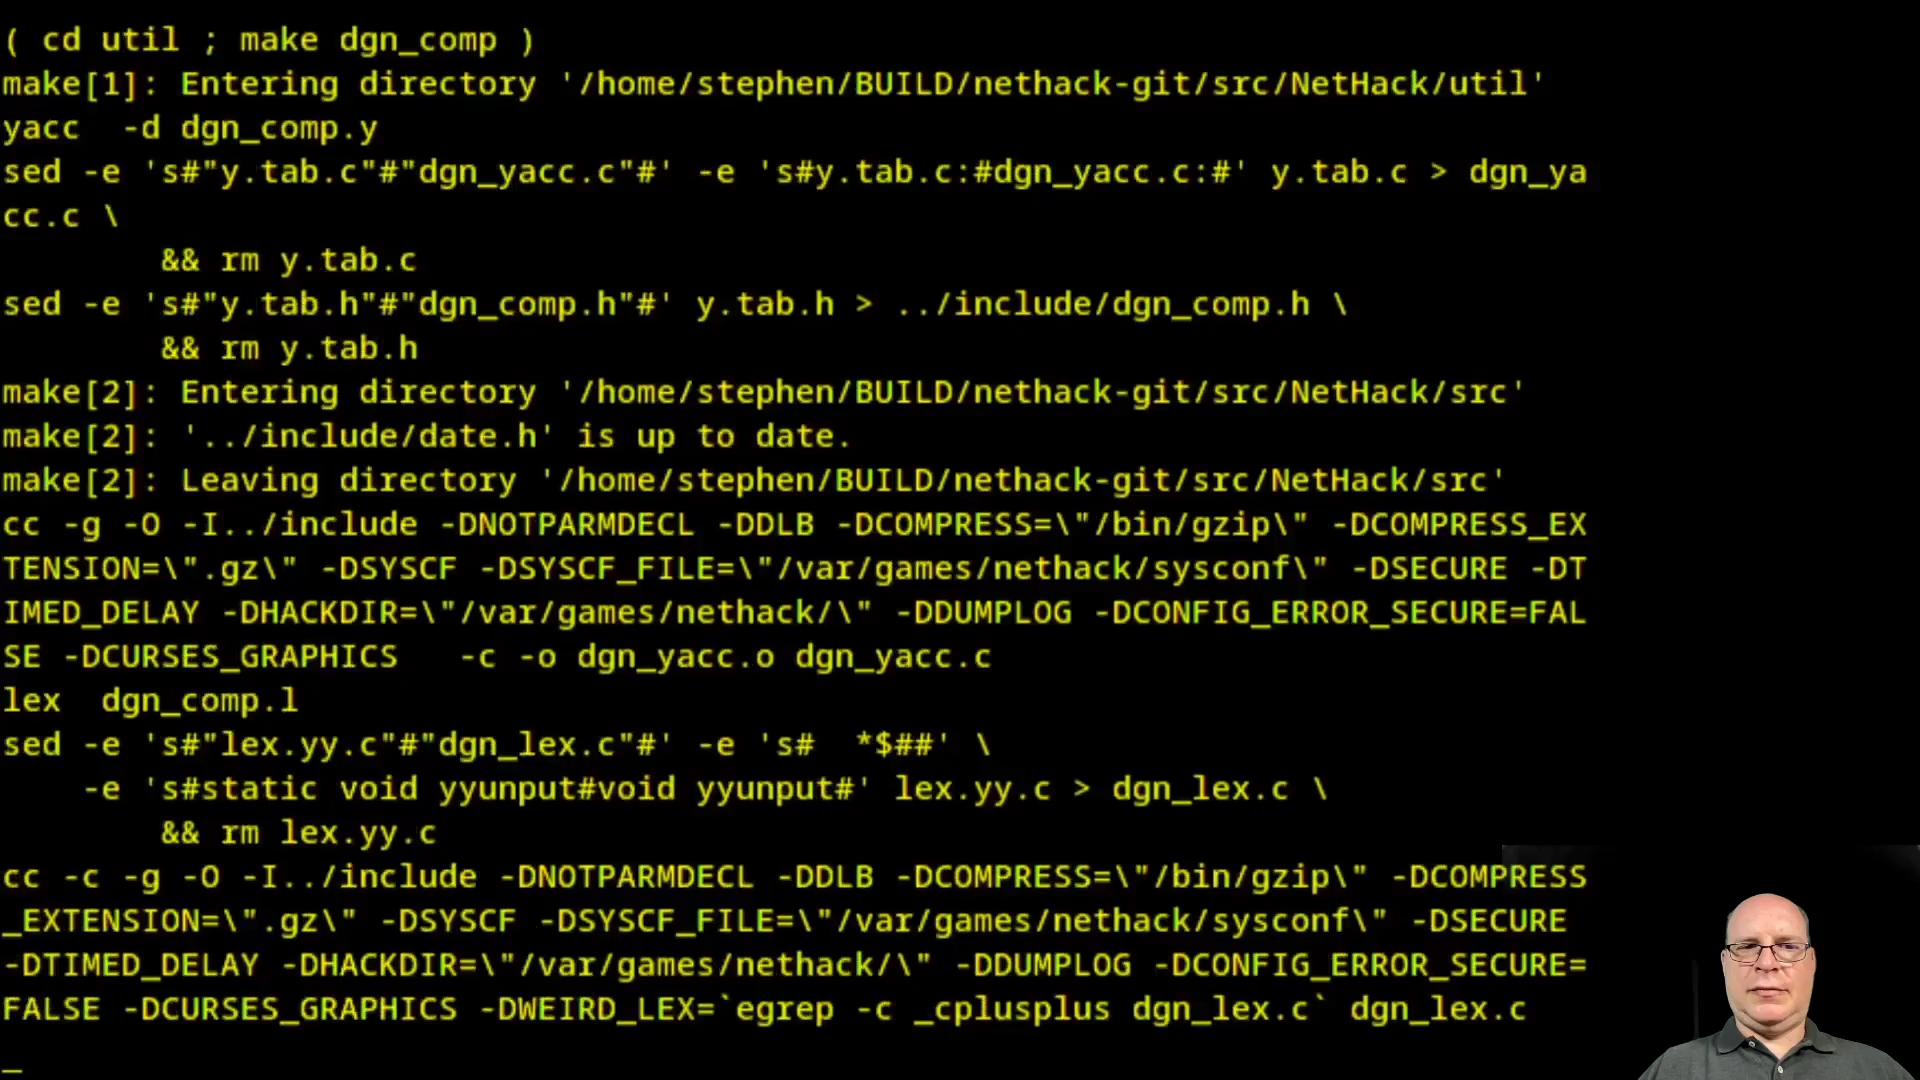 ( cd util ; make dgn_comp )
make[1]: Entering directory '/home/stephen/BUILD/nethack-git/src/NetHack/util'
yacc  -d dgn_comp.y
sed -e 's#"y.tab.c"#"dgn_yacc.c"#' -e 's#y.tab.c:#dgn_yacc.c:#' y.tab.c > dgn_ya
cc.c \
        && rm y.tab.c
sed -e 's#"y.tab.h"#"dgn_comp.h"#' y.tab.h > ../include/dgn_comp.h \
        && rm y.tab.h
make[2]: Entering directory '/home/stephen/BUILD/nethack-git/src/NetHack/src'
make[2]: '../include/date.h' is up to date.
make[2]: Leaving directory '/home/stephen/BUILD/nethack-git/src/NetHack/src'
cc -g -O -I../include -DNOTPARMDECL -DDLB -DCOMPRESS=\"/bin/gzip\" -DCOMPRESS_EX
TENSION=\".gz\" -DSYSCF -DSYSCF_FILE=\"/var/games/nethack/sysconf\" -DSECURE -DT
IMED_DELAY -DHACKDIR=\"/var/games/nethack/\" -DDUMPLOG -DCONFIG_ERROR_SECURE=FAL
SE -DCURSES_GRAPHICS   -c -o dgn_yacc.o dgn_yacc.c
lex  dgn_comp.l
sed -e 's#"lex.yy.c"#"dgn_lex.c"#' -e 's#  *$##' \
    -e 's#static void yyunput#void yyunput#' lex.yy.c > dgn_lex.c \
        && rm lex.yy.c
cc -c -g -O -I../include -DNOTPARMDECL -DDLB -DCOMPRESS=\"/bin/gzip\" -DCOMPRESS
_EXTENSION=\".gz\" -DSYSCF -DSYSCF_FILE=\"/var/games/nethack/sysconf\" -DSECURE
-DTIMED_DELAY -DHACKDIR=\"/var/games/nethack/\" -DDUMPLOG -DCONFIG_ERROR_SECURE=
FALSE -DCURSES_GRAPHICS -DWEIRD_LEX=`egrep -c _cplusplus dgn_lex.c` dgn_lex.c
_